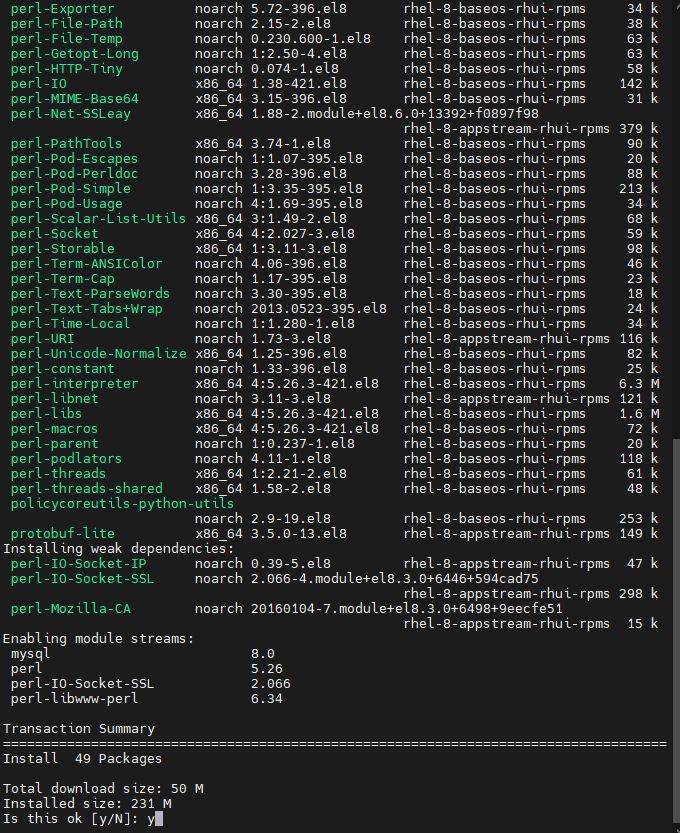 perl-Exporter noarch 5.72-396.el8 rhel-8-baseos-rhui-rpms 34 k
perl-File-Path noarch 2.15-2.el8 rhel-8-baseos-rhui-rpms 38 k
perl-File-Temp noarch 0.230.600-1.el8 rhel-8-baseos-rhui-rpms 63 k
perl-Getopt-Long noarch 1:2.50-4.el8 rhel-8-baseos-rhui-rpms 63 k
perl-HTTP-Tiny noarch 0.074-1.el8 rhel-8-baseos-rhui-rpms 58 k
perl-IO x86_64 1.38-421.el8 rhel-8-baseos-rhui-rpms 142 k
perl-MIME-Base64 x86_64 3.15-396.el8 rhel-8-baseos-rhui-rpms 31 k
perl-Net-SSLeay x86_64 1.88-2.module+el8.6.0+13392+f0897f98
rhel-8-appstream-rhui-rpms 379 k
perl-PathTools x86_64 3.74-1.el8 rhel-8-baseos-rhui-rpms 90 k
perl-Pod-Escapes noarch 1:1.07-395.el8 rhel-8-baseos-rhui-rpms 20 k
perl-Pod-Perldoc noarch 3.28-396.el8 rhel-8-baseos-rhui-rpms 88 k
perl-Pod-Simple noarch 1:3.35-395.el8 rhel-8-baseos-rhui-rpms 213 k
perl-Pod-Usage noarch 4:1.69-395.el8 rhel-8-baseos-rhui-rpms 34 k
perl-Scalar-List-Utils x86_64 3:1.49-2.el8 rhel-8-baseos-rhui-rpms 68 k
perl-Socket x86_64 4:2.027-3.el8 rhel-8-baseos-rhui-rpms 59 k
perl-Storable x86_64 1:3.11-3.el8 rhel-8-baseos-rhui-rpms 98 k
perl-Term-ANSIColor noarch 4.06-396.el8 rhel-8-baseos-rhui-rpms 46 k
perl-Term-Cap noarch 1.17-395.el8 rhel-8-baseos-rhui-rpms 23 k
perl-Text-ParseWords noarch 3.30-395.el8 rhel-8-baseos-rhui-rpms 18 k
perl-Text-Tabs+Wrap noarch 2013.0523-395.el8 rhel-8-baseos-rhui-rpms 24 k
perl-Time-Local noarch 1:1.280-1.el8 rhel-8-baseos-rhui-rpms 34 k
perl-URI noarch 1.73-3.el8 rhel-8-appstream-rhui-rpms 116 k
perl-Unicode-Normalize x86_64 1.25-396.el8 rhel-8-baseos-rhui-rpms 82 k
perl-constant noarch 1.33-396.el8 rhel-8-baseos-rhui-rpms 25 k
perl-interpreter x86_64 4:5.26.3-421.el8 rhel-8-baseos-rhui-rpms 6.3 M
perl-libnet noarch 3.11-3.el8 rhel-8-appstream-rhui-rpms 121 k
perl-libs x86_64 4:5.26.3-421.el8 rhel-8-baseos-rhui-rpms 1.6 M
perl-macros x86_64 4:5.26.3-421.el8 rhel-8-baseos-rhui-rpms 72 k
perl-parent noarch 1:0.237-1.el8 rhel-8-baseos-rhui-rpms 20 k
perl-podlators noarch 4.11-1.el8 rhel-8-baseos-rhui-rpms 118 k
perl-threads x86_64 1:2.21-2.el8 rhel-8-baseos-rhui-rpms 61 k
perl-threads-shared x86_64 1.58-2.el8 rhel-8-baseos-rhui-rpms 48 k
policycoreutils-python-utils
noarch 2.9-19.el8 rhel-8-baseos-rhui-rpms 253 k
protobuf-lite x86_64 3.5.0-13.el8 rhel-8-appstream-rhui-rpms 149 k
Installing weak dependencies:
perl-IO-Socket-IP noarch 0.39-5.el8 rhel-8-appstream-rhui-rpms 47 k
perl-IO-Socket-SSL noarch 2.066-4.module+el8.3.0+6446+594cad75
rhel-8-appstream-rhui-rpms 298 k
perl-Mozilla-CA noarch 20160104-7.module+el8.3.0+6498+9eecfe51
rhel-8-appstream-rhui-rpms 15 k
Enabling module streams:
mysql 8.0
perl 5.26
perl-IO-Socket-SSL 2.066
perl-libwww-perl 6.34
Transaction Summary
================================================================================
Install 49 Packages
Total download size: 50 M
Installed size: 231 M
Is this ok [y/N]: y